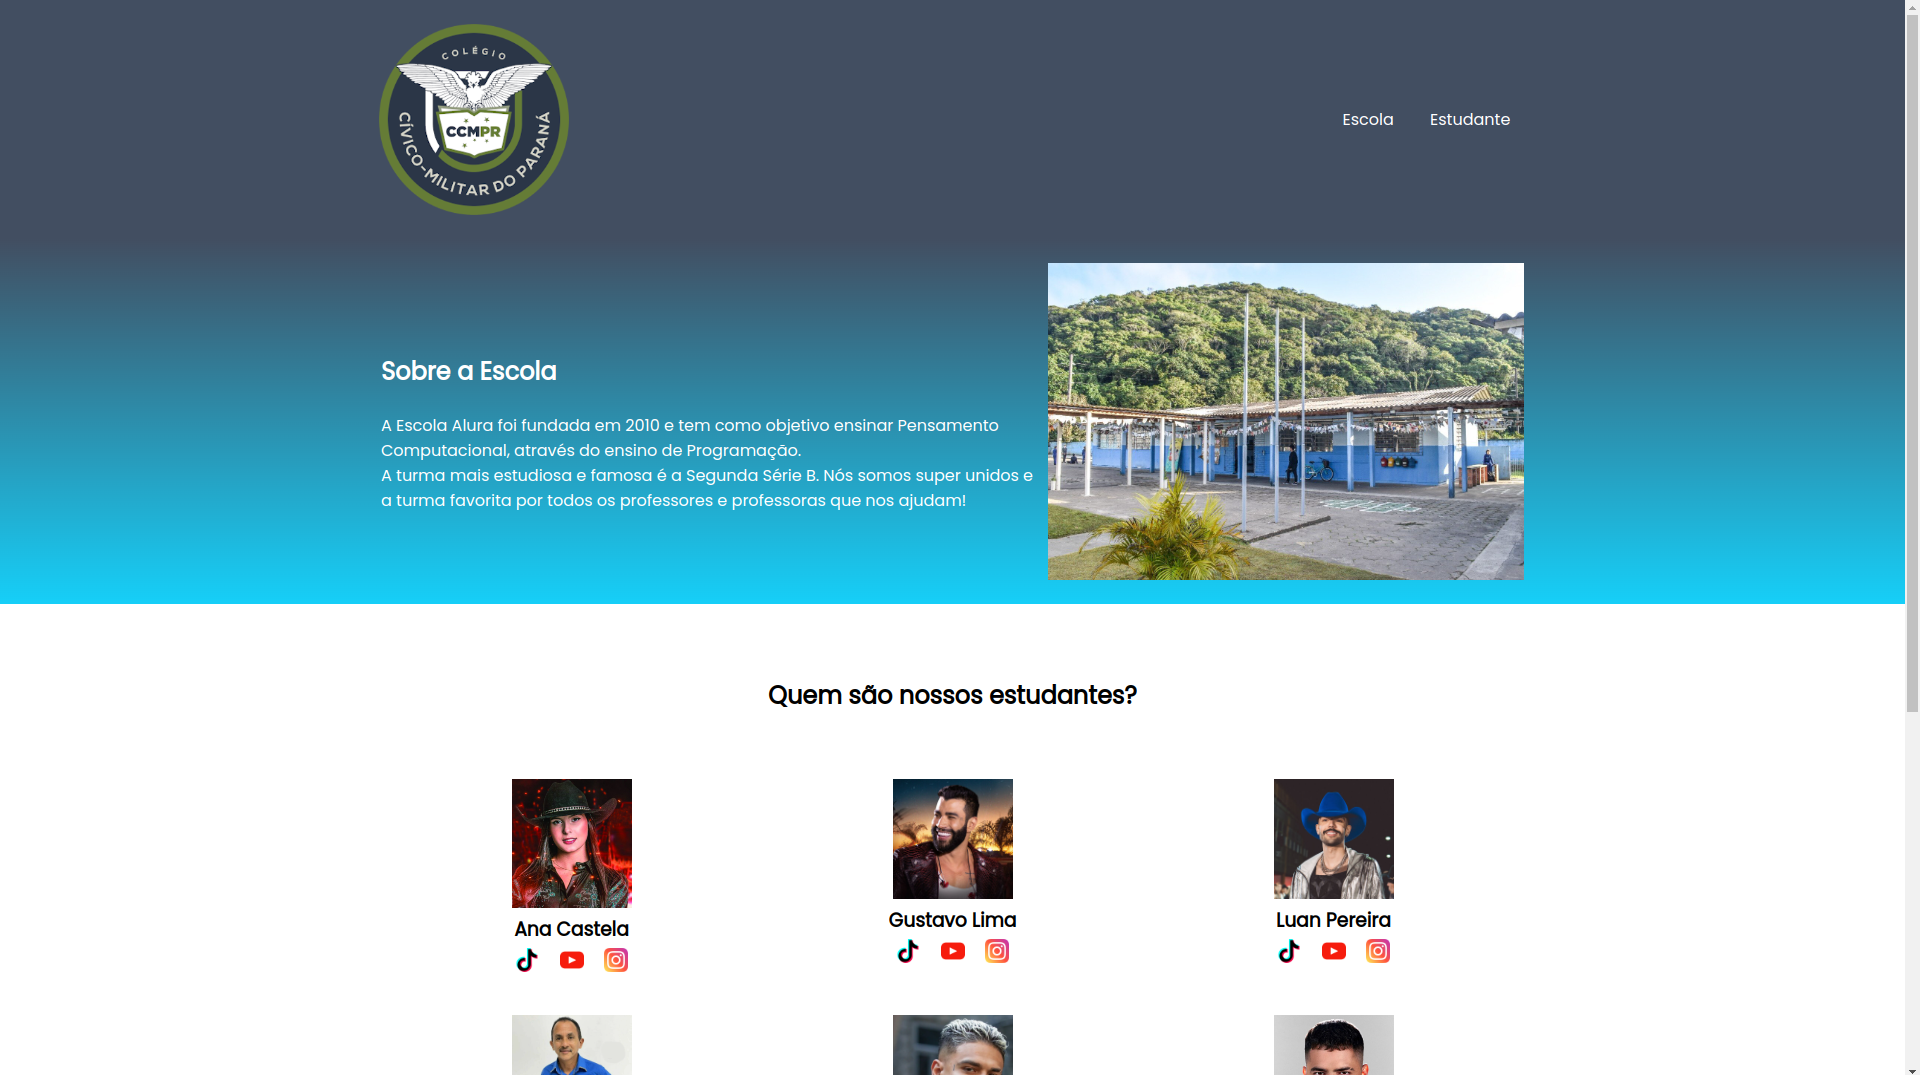 COLÉGIO
CCMPR
CÍVICO-MILITAR DO PARANÁ
Escola
Estudante
Sobre a Escola
A Escola Alura foi fundada em 2010 e tem como objetivo ensinar Pensamento
Computacional, através do ensino de Programação.
A turma mais estudiosa e famosa é a Segunda Série B. Nós somos super unidos e
a turma favorita por todos os professores e professoras que nos ajudam!
Quem são nossos estudantes?
Ana Castela
Gustavo Lima
Luan Pereira